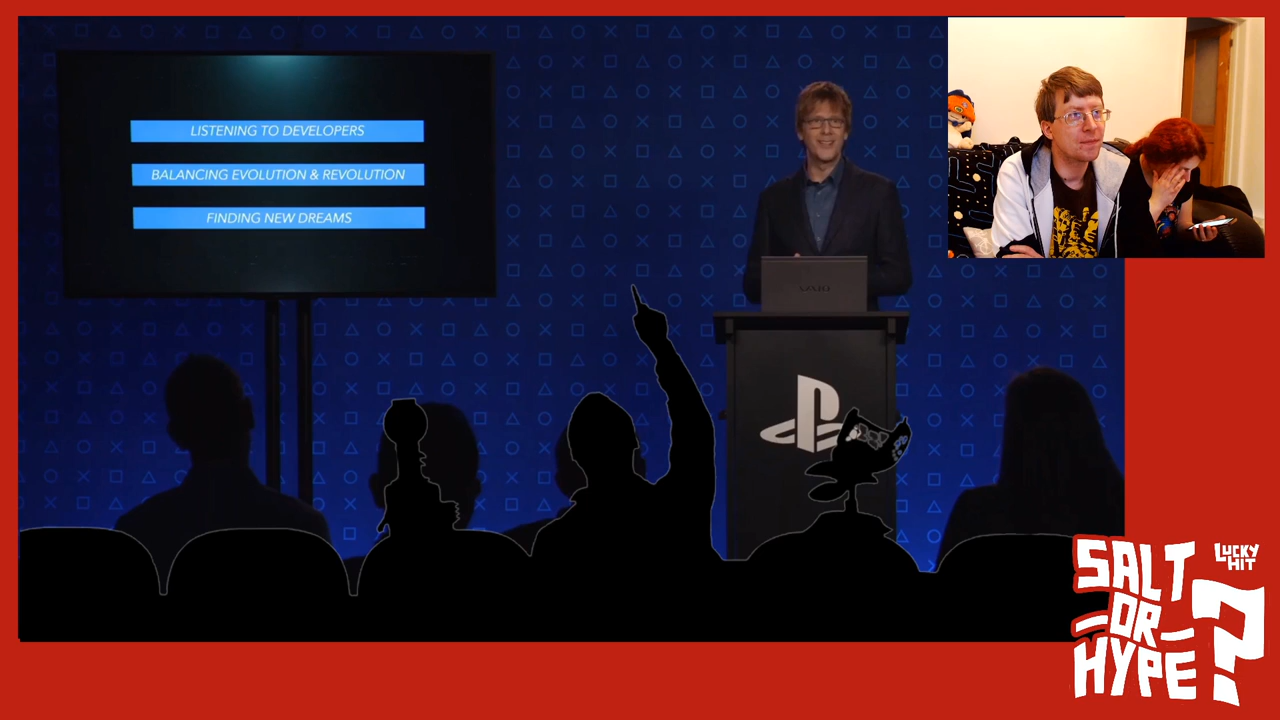 LISTENING TO DEVELOPERS
BALANCING EVOLUTION & REVOLUTION
FINDING NEW DREAMS
VAIO
SALT
OR
HYPE
?
LUCKY
HIT